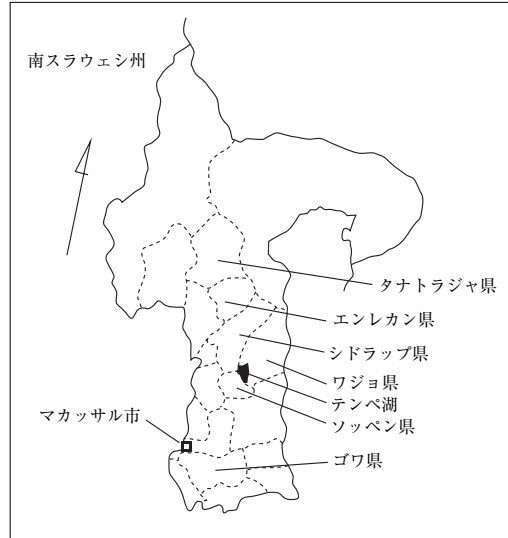 南スラウェシ州
タナトラジャ県
エンレカン県
シドラップ県
ワジョ県
テンペ湖
ソッペン県
マカッサル市
ゴワ県